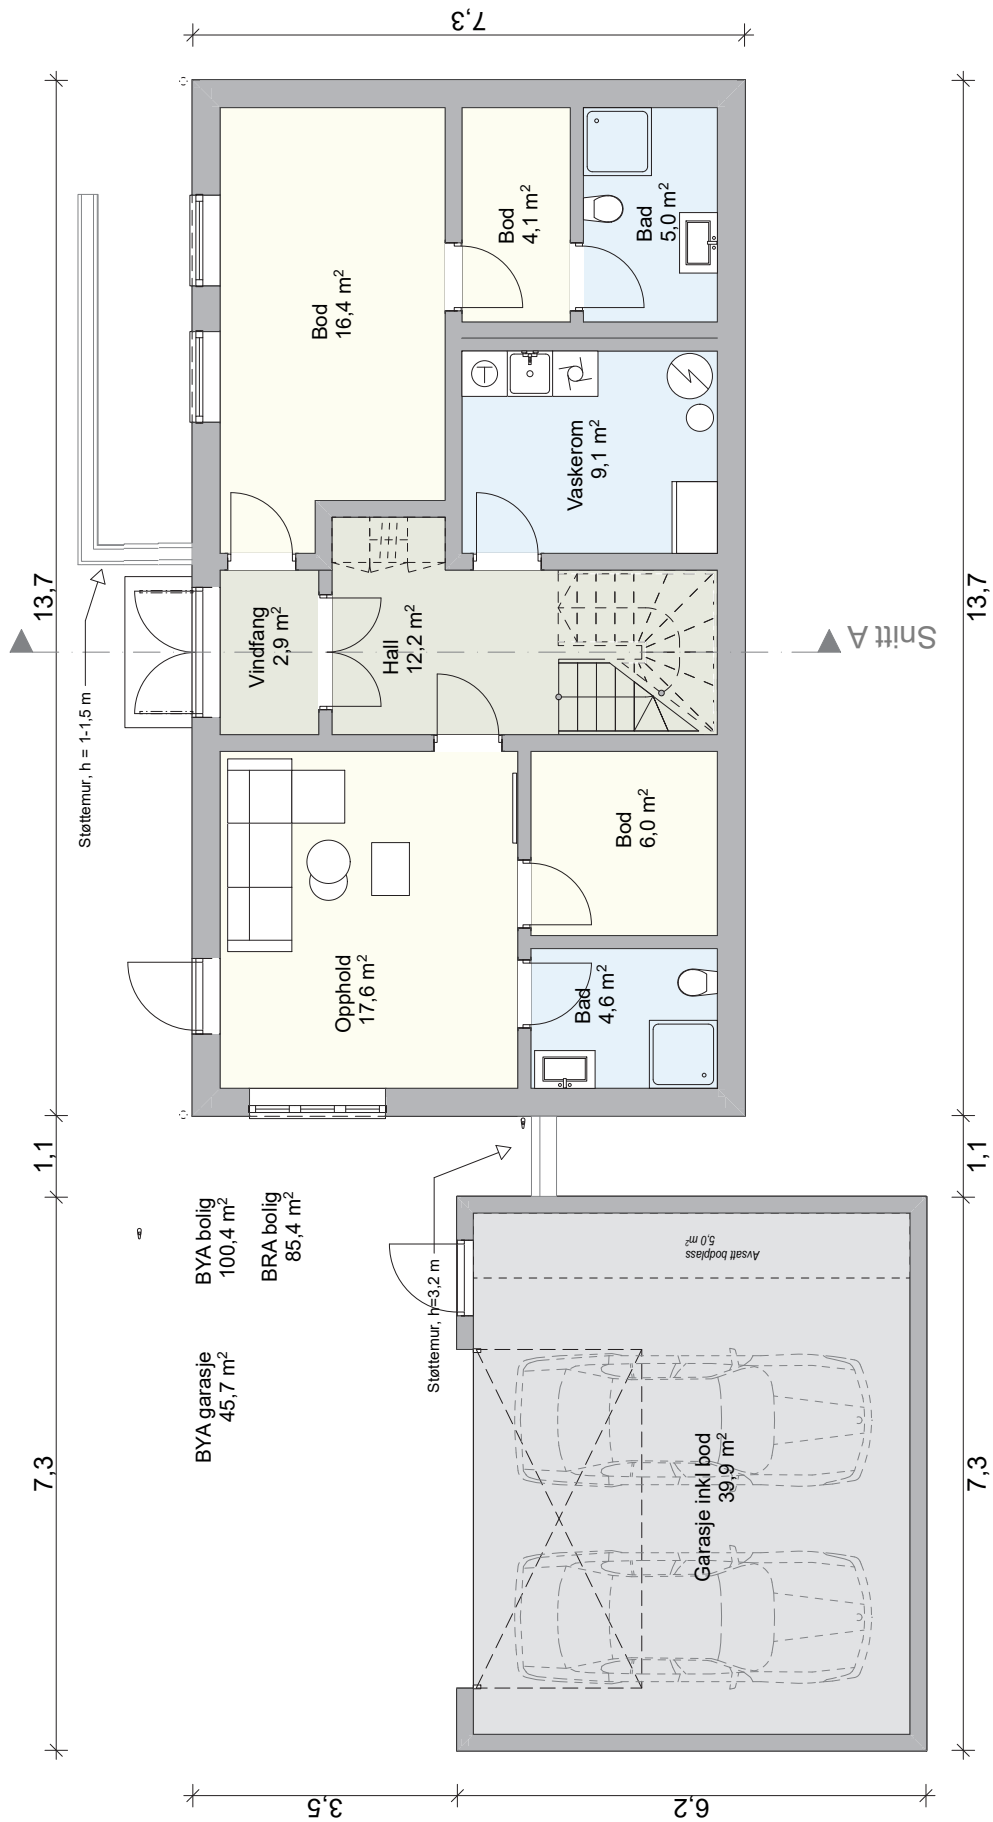 7,3
13,7
13,7
1,1
1,1
7,3
7,3
3,5
6,2
Støttemur, h = 1-1,5 m
Snitt A
Bod
16,4 m²
Bod
4,1 m²
Bad
5,0 m²
Vaskerom
9,1 m²
Vindfang
2,9 m²
Hall
12,2 m²
Opphold
17,6 m²
Bod
6,0 m²
Bad
4,6 m²
BYA bolig
100,4 m²
BRA bolig
85,4 m²
BYA garasje
45,7 m²
Støttemur, h=3,2 m
Avsatt bodplass
5,0 m²
Garasje inkl bod
39,9 m²